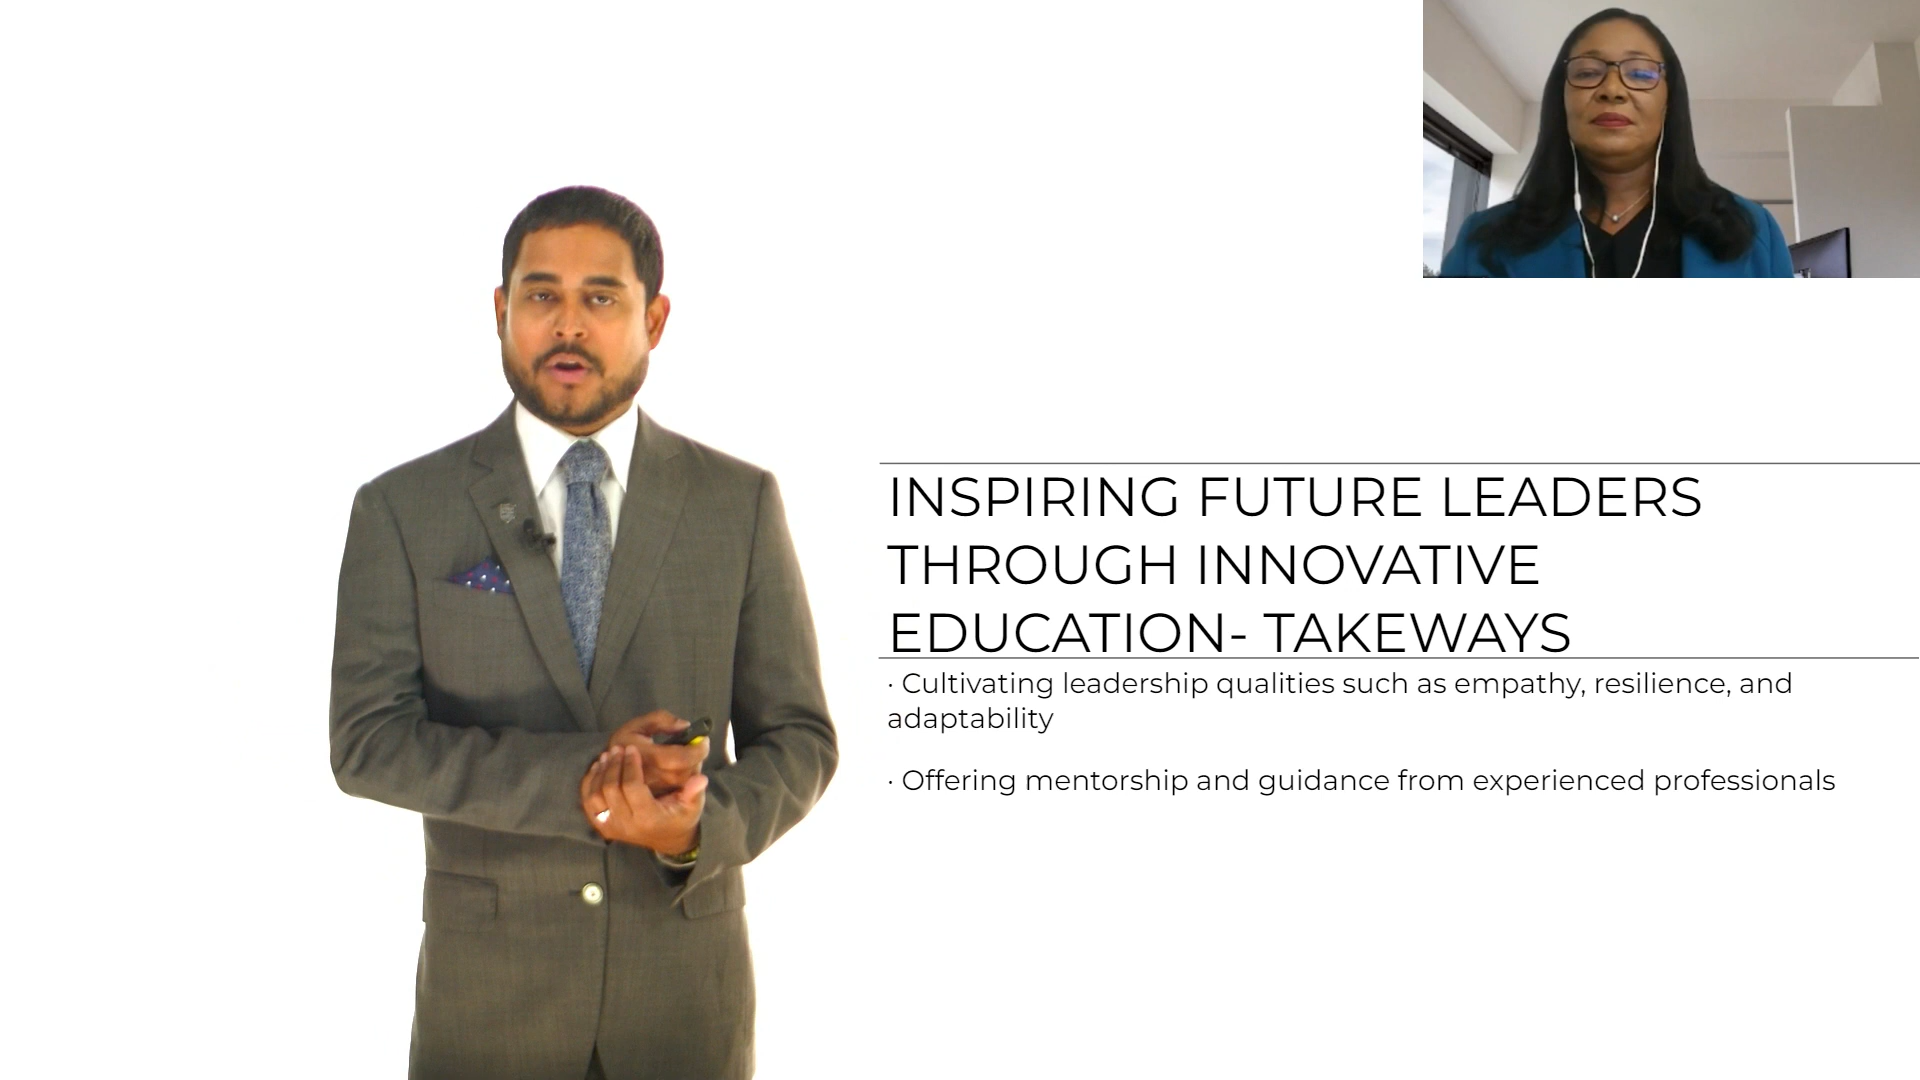 INSPIRING FUTURE LEADERS
THROUGH INNOVATIVE
EDUCATION- TAKEWAYS
· Cultivating leadership qualities such as empathy, resilience, and
adaptability
· Offering mentorship and guidance from experienced professionals